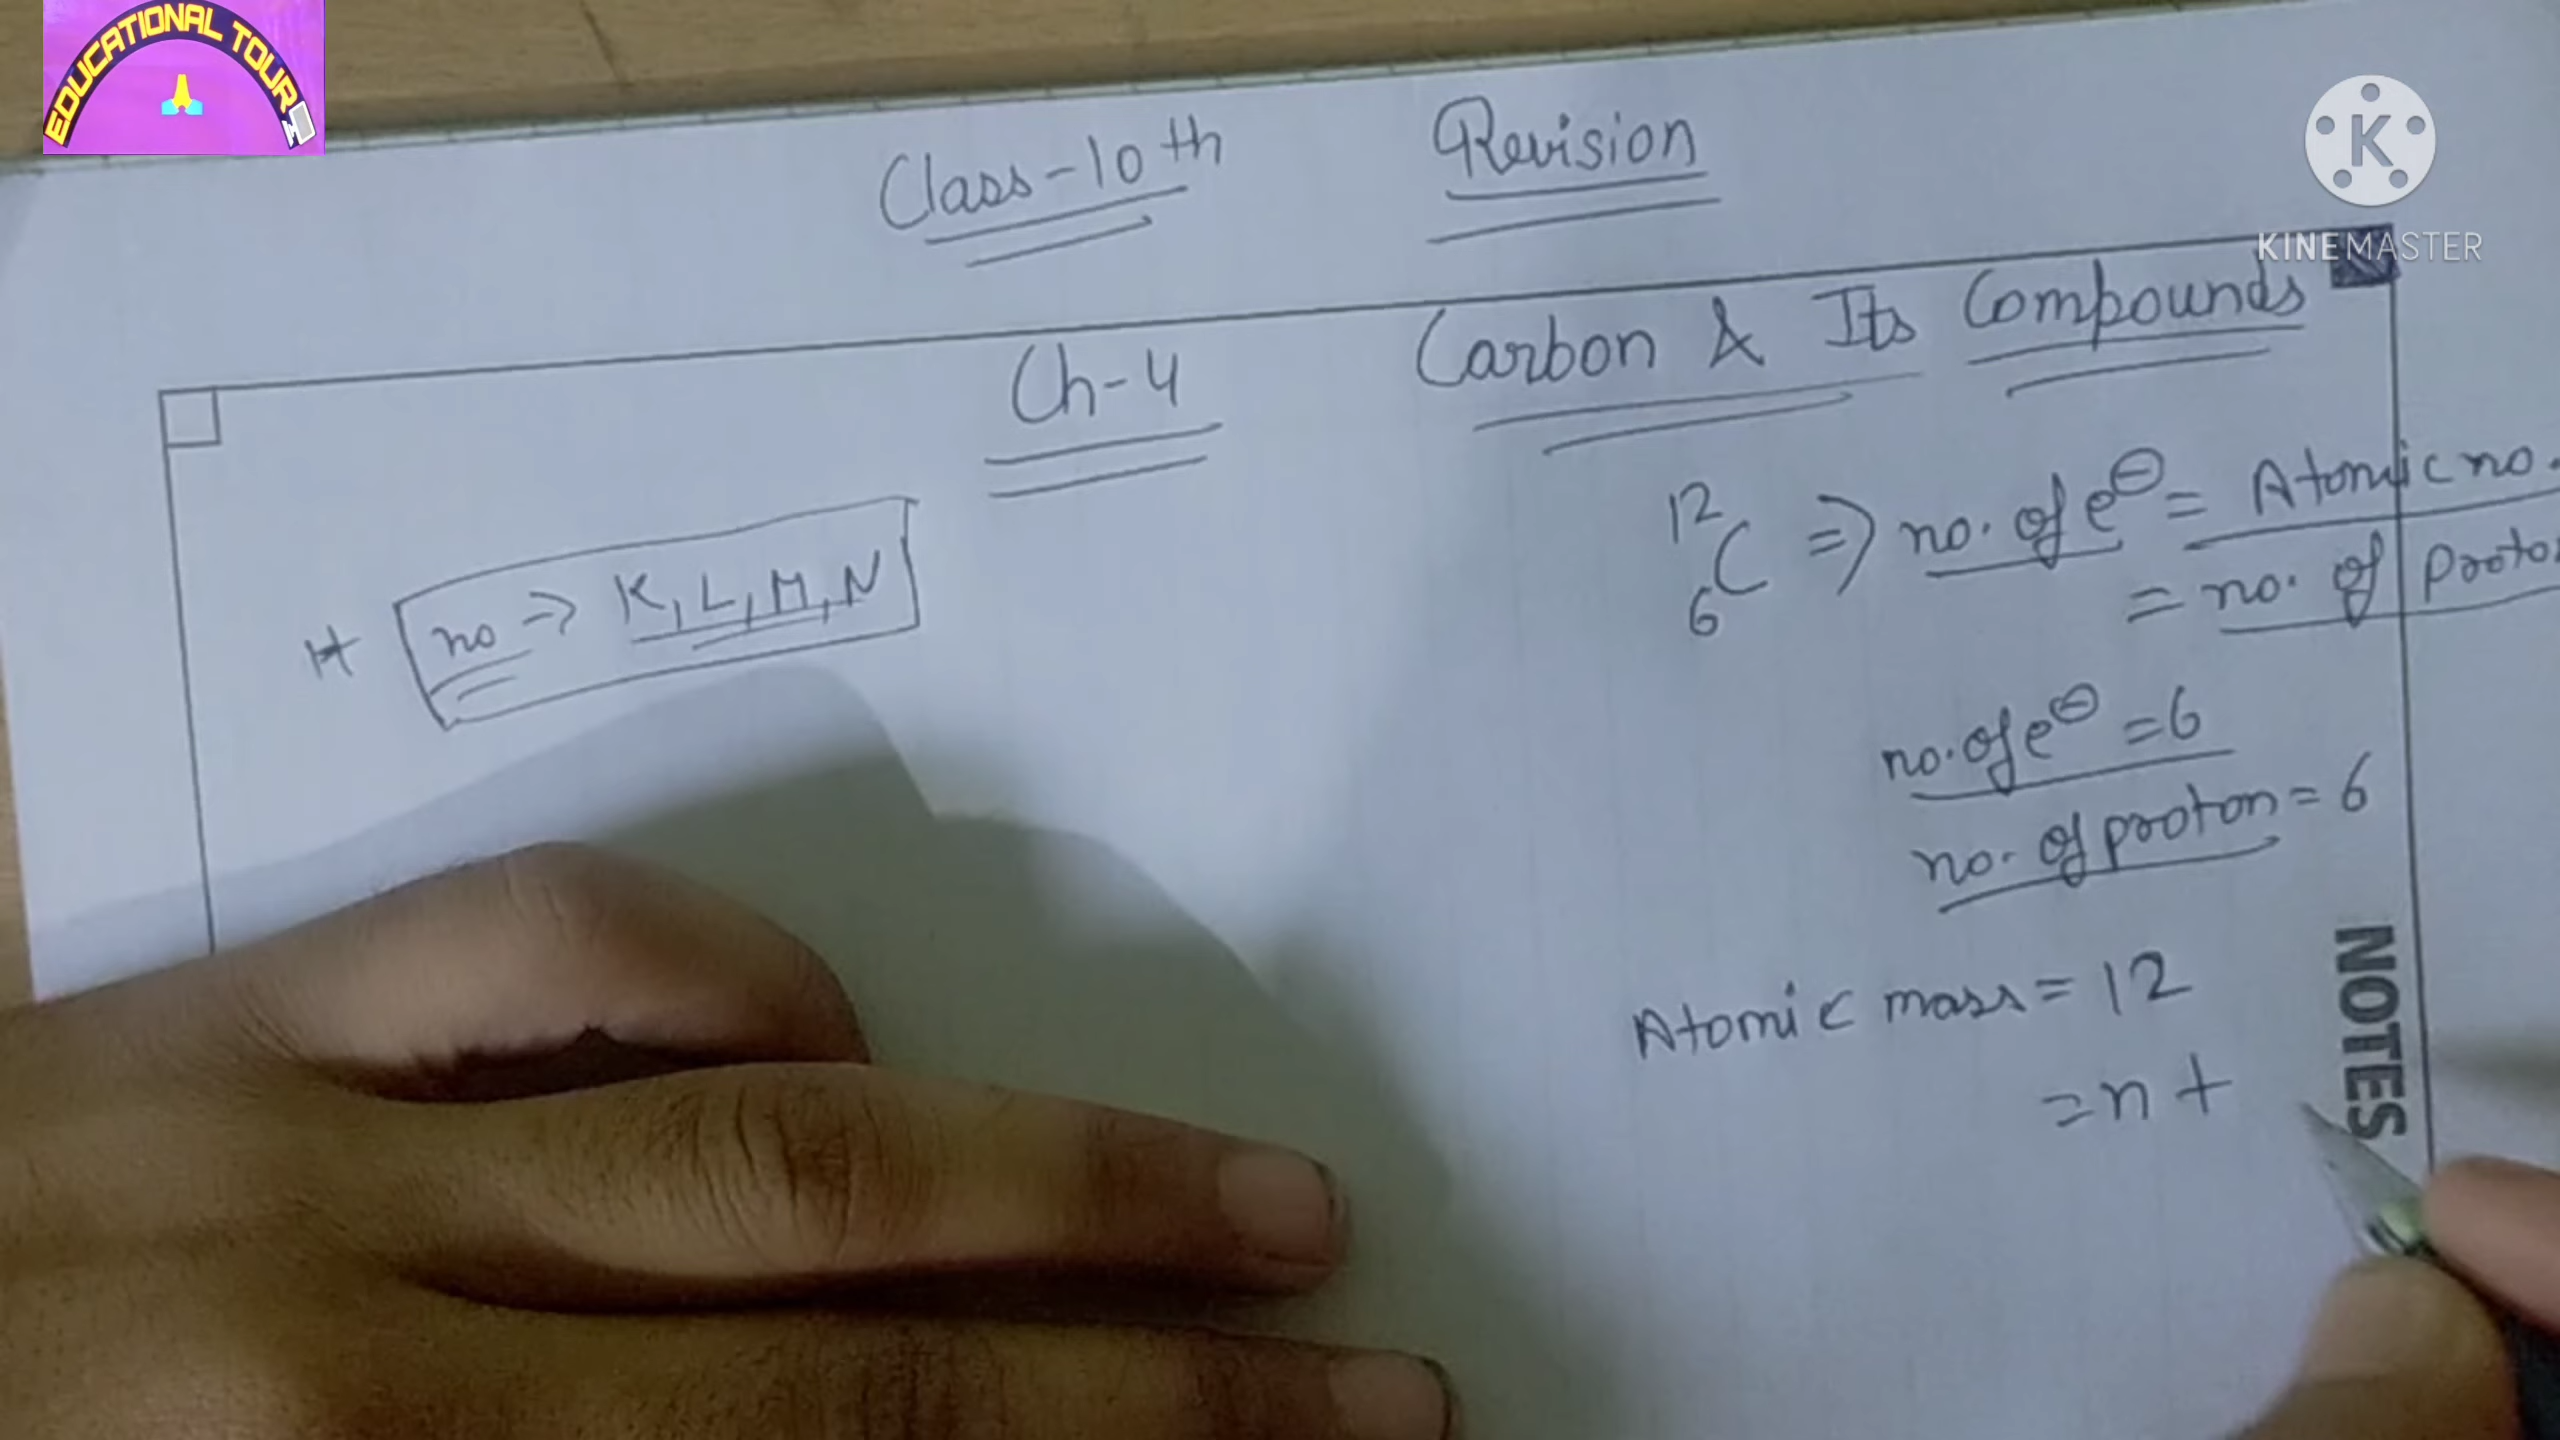 EDUCATIONAL TOUR
K
KINEMASTER
Class-10th Revision
Ch-4 Carbon & Its Compounds
no => K, L, M, N
12 6 C => no. of e⊖ = Atomic no.
= no. of proto
no. of e⊖ = 6
no. of proton = 6
Atomic mass = 12
= n +
NOTES